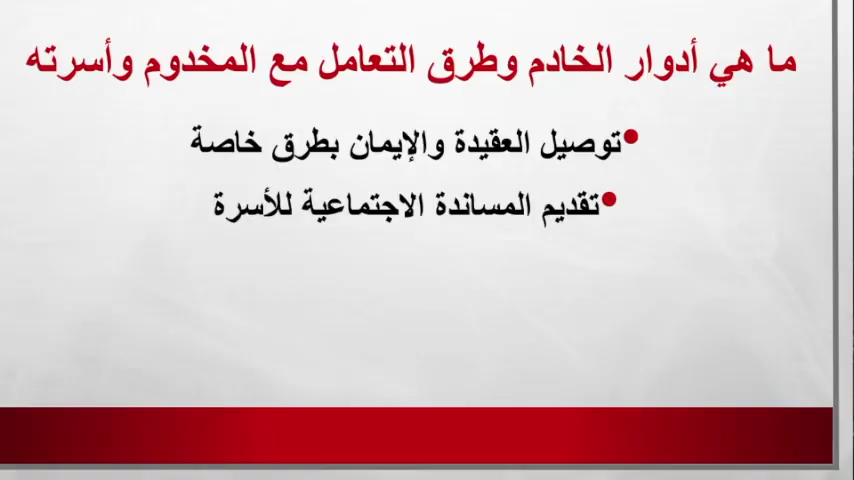 ما هي أدوار الخادم وطرق التعامل مع المخدوم وأسرته
•توصيل العقيدة والإيمان بطرق خاصة
•تقديم المساندة الاجتماعية للأسرة